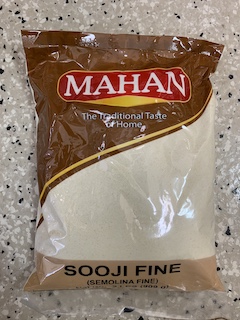 MAHAN
The Traditional Taste
of Home
SOOJI FINE
(SEMOLINA FINE)